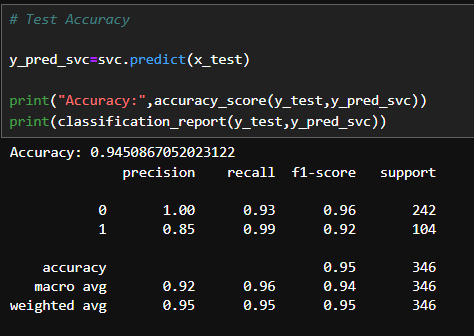 # Test Accuracy
y_pred_svc=svc.predict(x_test)
print("Accuracy:",accuracy_score(y_test,y_pred_svc))
print(classification_report(y_test,y_pred_svc))
Accuracy: 0.9450867052023122
precision recall f1-score support
0 1.00 0.93 0.96 242
1 0.85 0.99 0.92 104
accuracy 0.95 346
macro avg 0.92 0.96 0.94 346
weighted avg 0.95 0.95 0.95 346